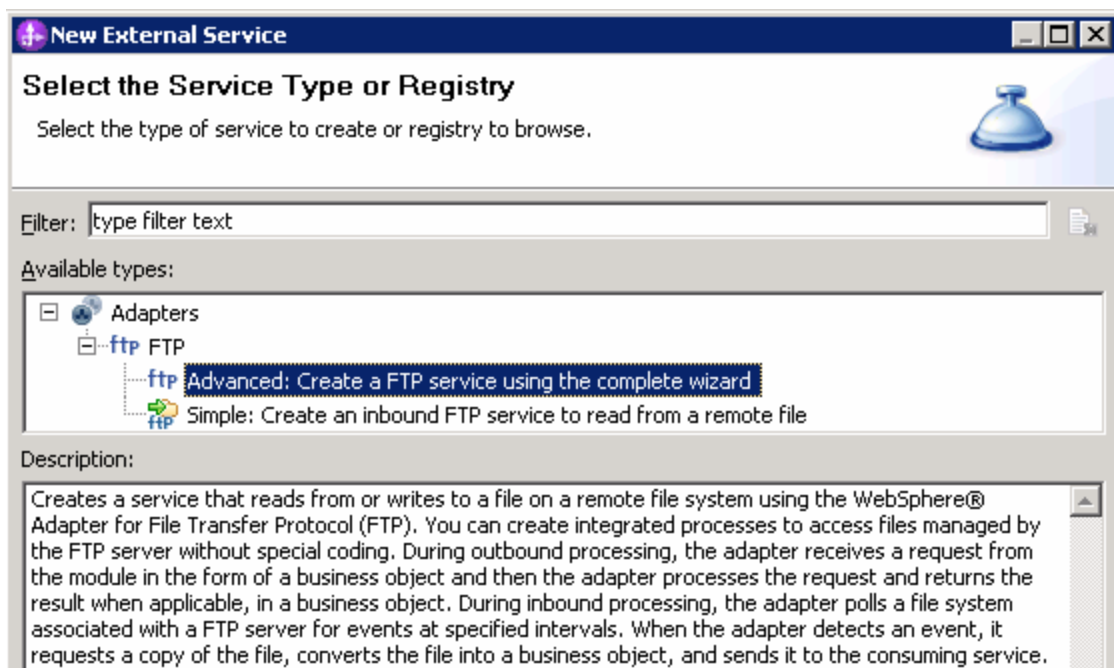 New External Service
Select the Service Type or Registry
Select the type of service to create or registry to browse.
Filter: type filter text
Available types:
Adapters
ftp FTP
ftp Advanced: Create a FTP service using the complete wizard
ftp Simple: Create an inbound FTP service to read from a remote file
Description:
Creates a service that reads from or writes to a file on a remote file system using the WebSphere®
Adapter for File Transfer Protocol (FTP). You can create integrated processes to access files managed by
the FTP server without special coding. During outbound processing, the adapter receives a request from
the module in the form of a business object and then the adapter processes the request and returns the
result when applicable, in a business object. During inbound processing, the adapter polls a file system
associated with a FTP server for events at specified intervals. When the adapter detects an event, it
requests a copy of the file, converts the file into a business object, and sends it to the consuming service.